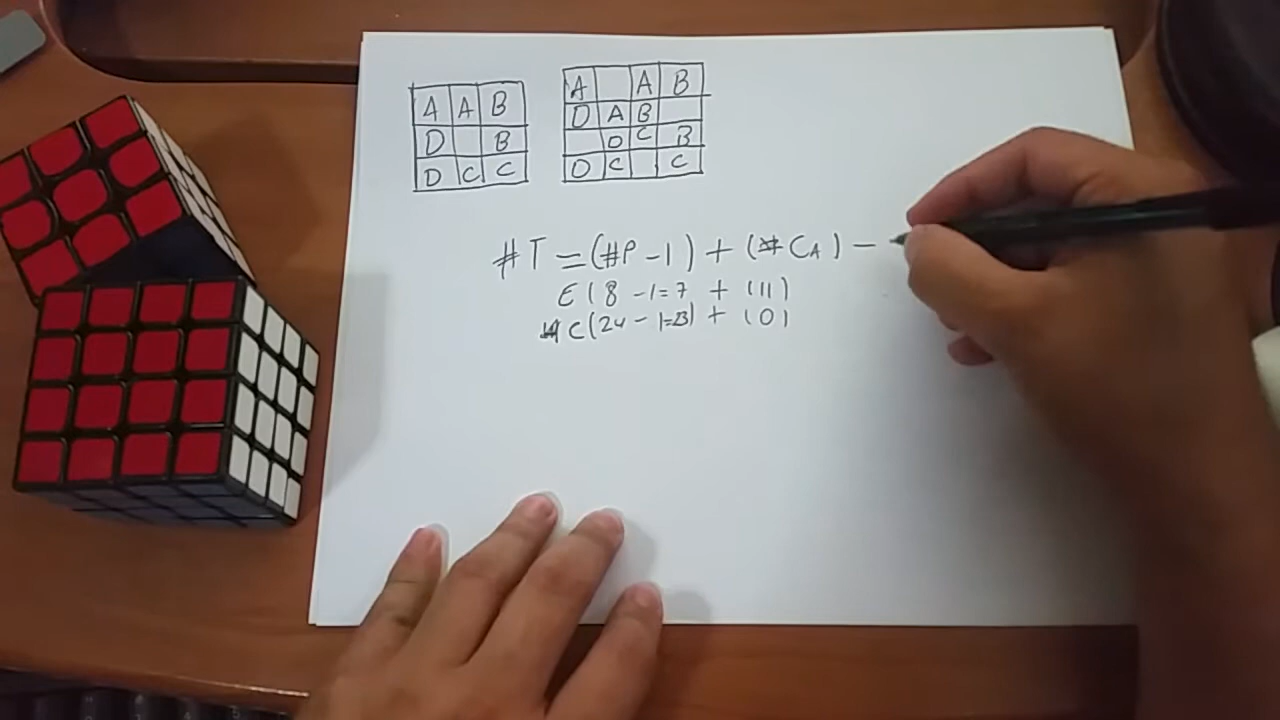 A A B
D B
D C C
A A B
D A B
D C B
D C C
#T = (#P - 1) + (# CA) -
E (8 - 1 = 7 + (11)
C (24 - 1 = 23) + (0)